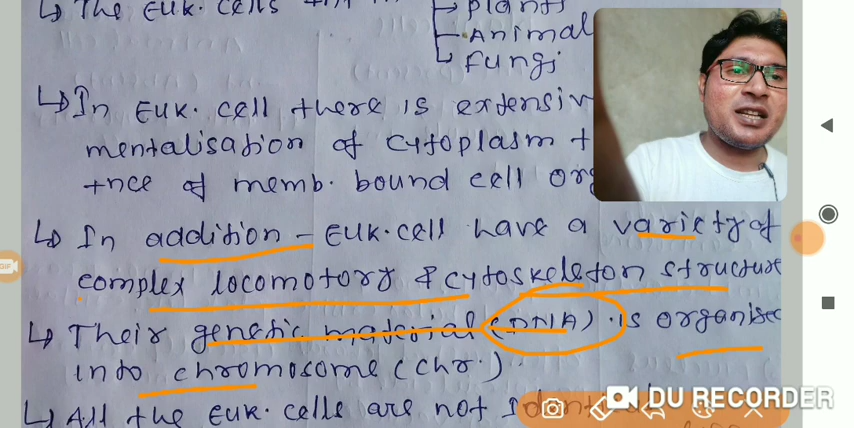 ↳ The EUK. cells
→ Plants
→ Animal
↳ Fungi
↳ In EUK. cell there is extensiv
mentalisation of cytoplasm t
tnce of memb. bound cell org
↳ In addition - EUK. cell have a variety of
complex locomotory & cytoskeleton structure
↳ Their genetic material (DNA) is organised
into chromosome (chr.)
↳ All the EUK. cells are not
DU RECORDER
GIF